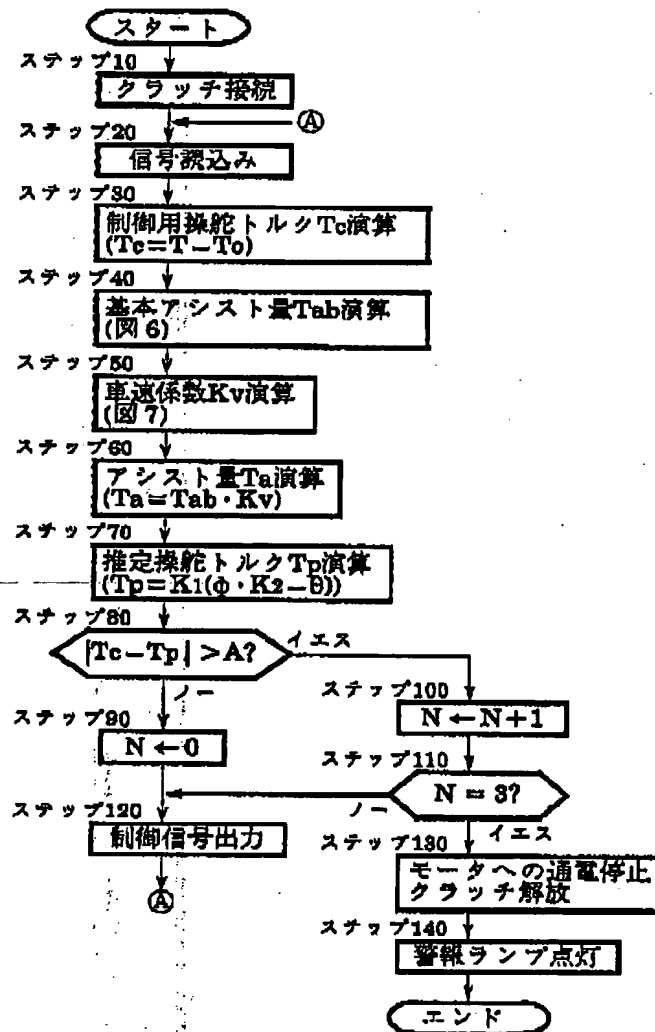 スタート
ステップ10
クラッチ接続
Ⓐ
ステップ20
信号読込み
ステップ30
制御用操舵トルクTc演算
(Tc=T-To)
ステップ40
基本アシスト量Tab演算
(図6)
ステップ50
車速係数Kv演算
(図7)
ステップ60
アシスト量Ta演算
(Ta=Tab・Kv)
ステップ70
推定操舵トルクTp演算
(Tp=K1(φ・K2-θ))
ステップ80
|Tc-Tp|>A?
イエス
ノー
ステップ90
N←0
ステップ100
N←N+1
ステップ110
N=3?
ノー
イエス
ステップ120
制御信号出力
Ⓐ
ステップ130
モータへの通電停止
クラッチ解放
ステップ140
警報ランプ点灯
エンド